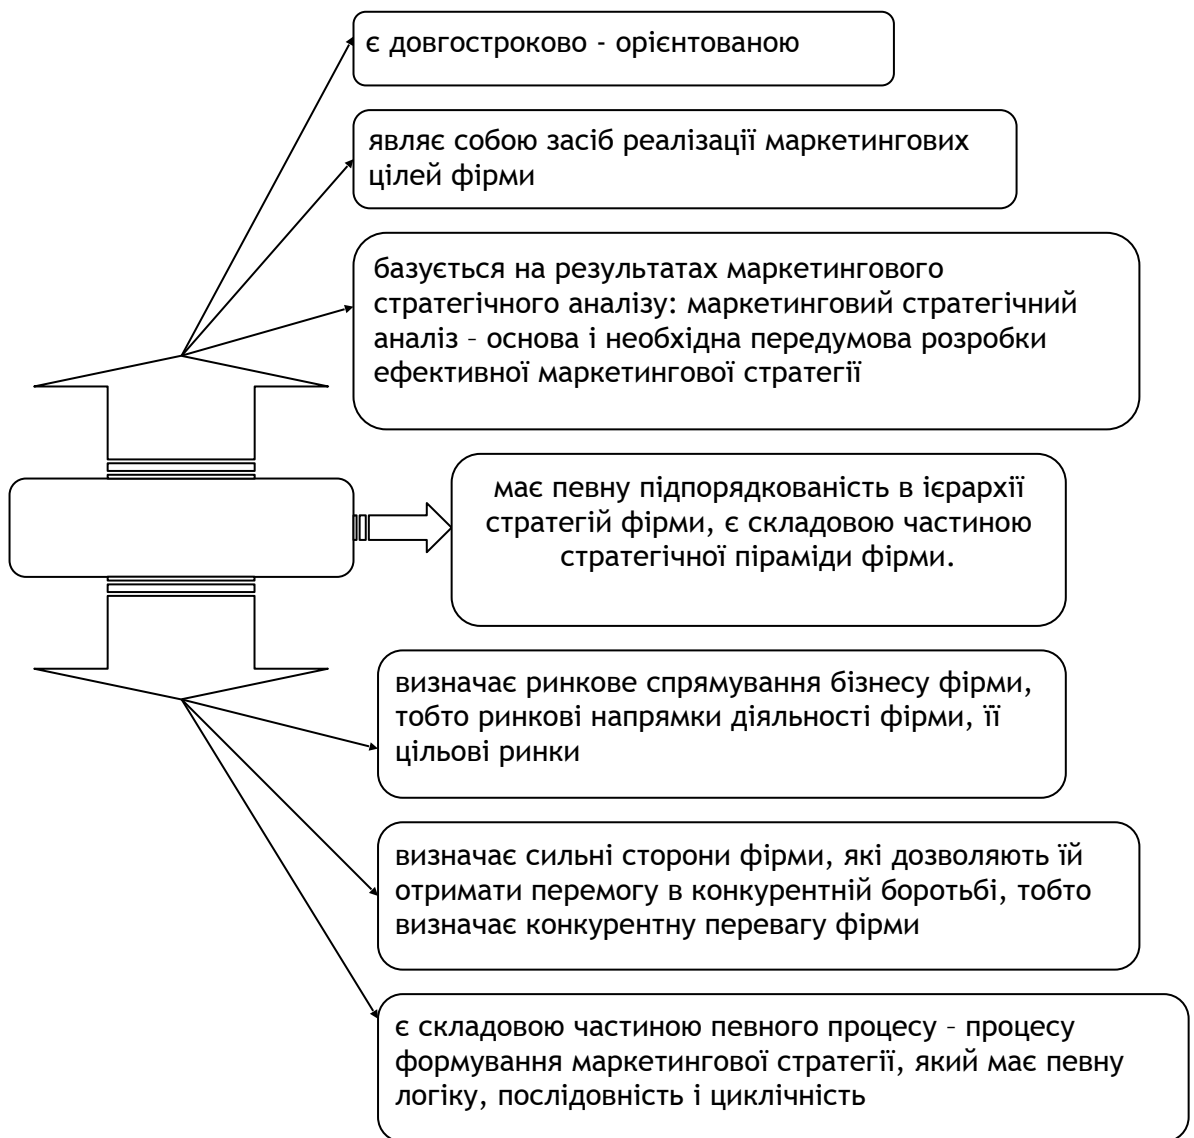 є довгостроково - орієнтованою
являє собою засіб реалізації маркетингових
цілей фірми
базується на результатах маркетингового
стратегічного аналізу: маркетинговий стратегічний
аналіз - основа і необхідна передумова розробки
ефективної маркетингової стратегії
має певну підпорядкованість в ієрархії
стратегій фірми, є складовою частиною
стратегічної піраміди фірми.
визначає ринкове спрямування бізнесу фірми,
тобто ринкові напрямки діяльності фірми, її
цільові ринки
визначає сильні сторони фірми, які дозволяють їй
отримати перемогу в конкурентній боротьбі, тобто
визначає конкурентну перевагу фірми
є складовою частиною певного процесу - процесу
формування маркетингової стратегії, який має певну
логіку, послідовність і циклічність